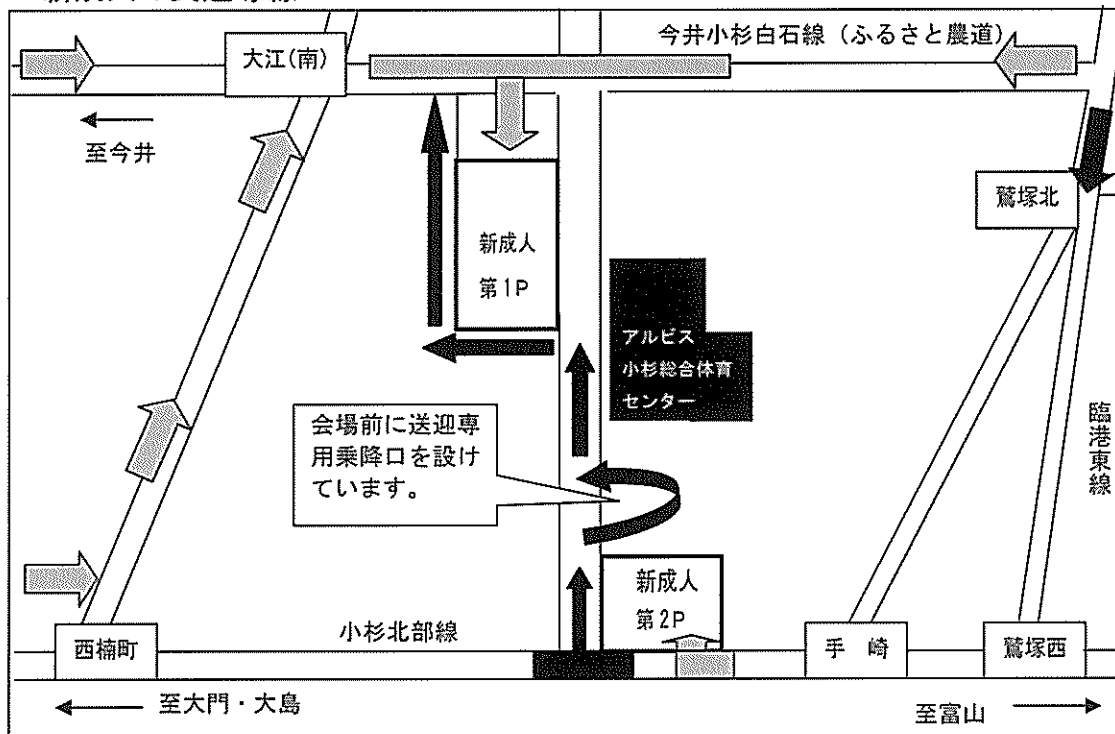 今井小杉白石線（ふるさと農道）
大江(南)
至今井
鷲塚北
新成人
第1P
アルビス
小杉総合体育
センター
会場前に送迎専
用乗降口を設け
ています。
臨港東線
新成人
第2P
小杉北部線
西楠町
手　崎
鷲塚西
至大門・大島
至富山